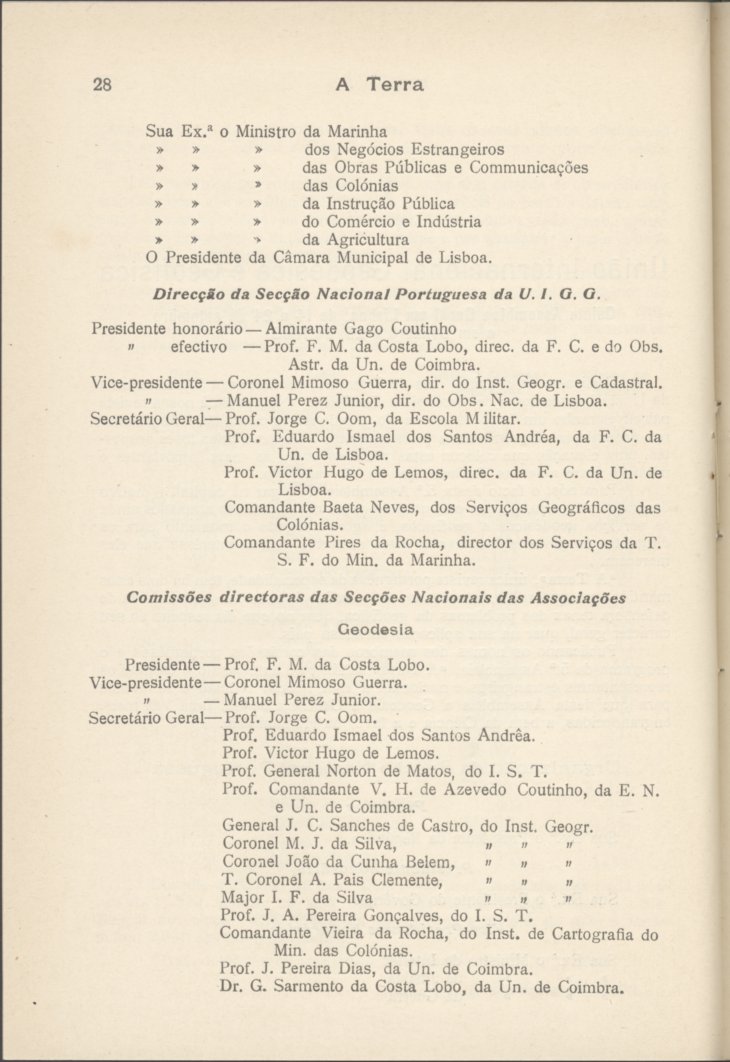 28 A Terra
Sua Ex.ª o Ministro da Marinha
» » » dos Negócios Estrangeiros
» » » das Obras Públicas e Communicações
» » » das Colónias
» » » da Instrução Pública
» » » do Comércio e Indústria
» » » da Agricultura
O Presidente da Câmara Municipal de Lisboa.
Direcção da Secção Nacional Portuguesa da U. I. G. G.
Presidente honorário — Almirante Gago Coutinho
" efectivo — Prof. F. M. da Costa Lobo, direc. da F. C. e do Obs.
Astr. da Un. de Coimbra.
Vice-presidente — Coronel Mimoso Guerra, dir. do Inst. Geogr. e Cadastral.
" — Manuel Perez Junior, dir. do Obs. Nac. de Lisboa.
Secretário Geral — Prof. Jorge C. Oom, da Escola Militar.
Prof. Eduardo Ismael dos Santos Andréa, da F. C. da
Un. de Lisboa.
Prof. Victor Hugo de Lemos, direc. da F. C. da Un. de
Lisboa.
Comandante Baeta Neves, dos Serviços Geográficos das
Colónias.
Comandante Pires da Rocha, director dos Serviços da T.
S. F. do Min. da Marinha.
Comissões directoras das Secções Nacionais das Associações
Geodesia
Presidente — Prof. F. M. da Costa Lobo.
Vice-presidente — Coronel Mimoso Guerra.
" — Manuel Perez Junior.
Secretário Geral — Prof. Jorge C. Oom.
Prof. Eduardo Ismael dos Santos Andrêa.
Prof. Victor Hugo de Lemos.
Prof. General Norton de Matos, do I. S. T.
Prof. Comandante V. H. de Azevedo Coutinho, da E. N.
e Un. de Coimbra.
General J. C. Sanches de Castro, do Inst. Geogr.
Coronel M. J. da Silva, " " "
Coronel João da Cunha Belem, " " "
T. Coronel A. Pais Clemente, " " "
Major I. F. da Silva " " "
Prof. J. A. Pereira Gonçalves, do I. S. T.
Comandante Vieira da Rocha, do Inst. de Cartografia do
Min. das Colónias.
Prof. J. Pereira Dias, da Un. de Coimbra.
Dr. G. Sarmento da Costa Lobo, da Un. de Coimbra.